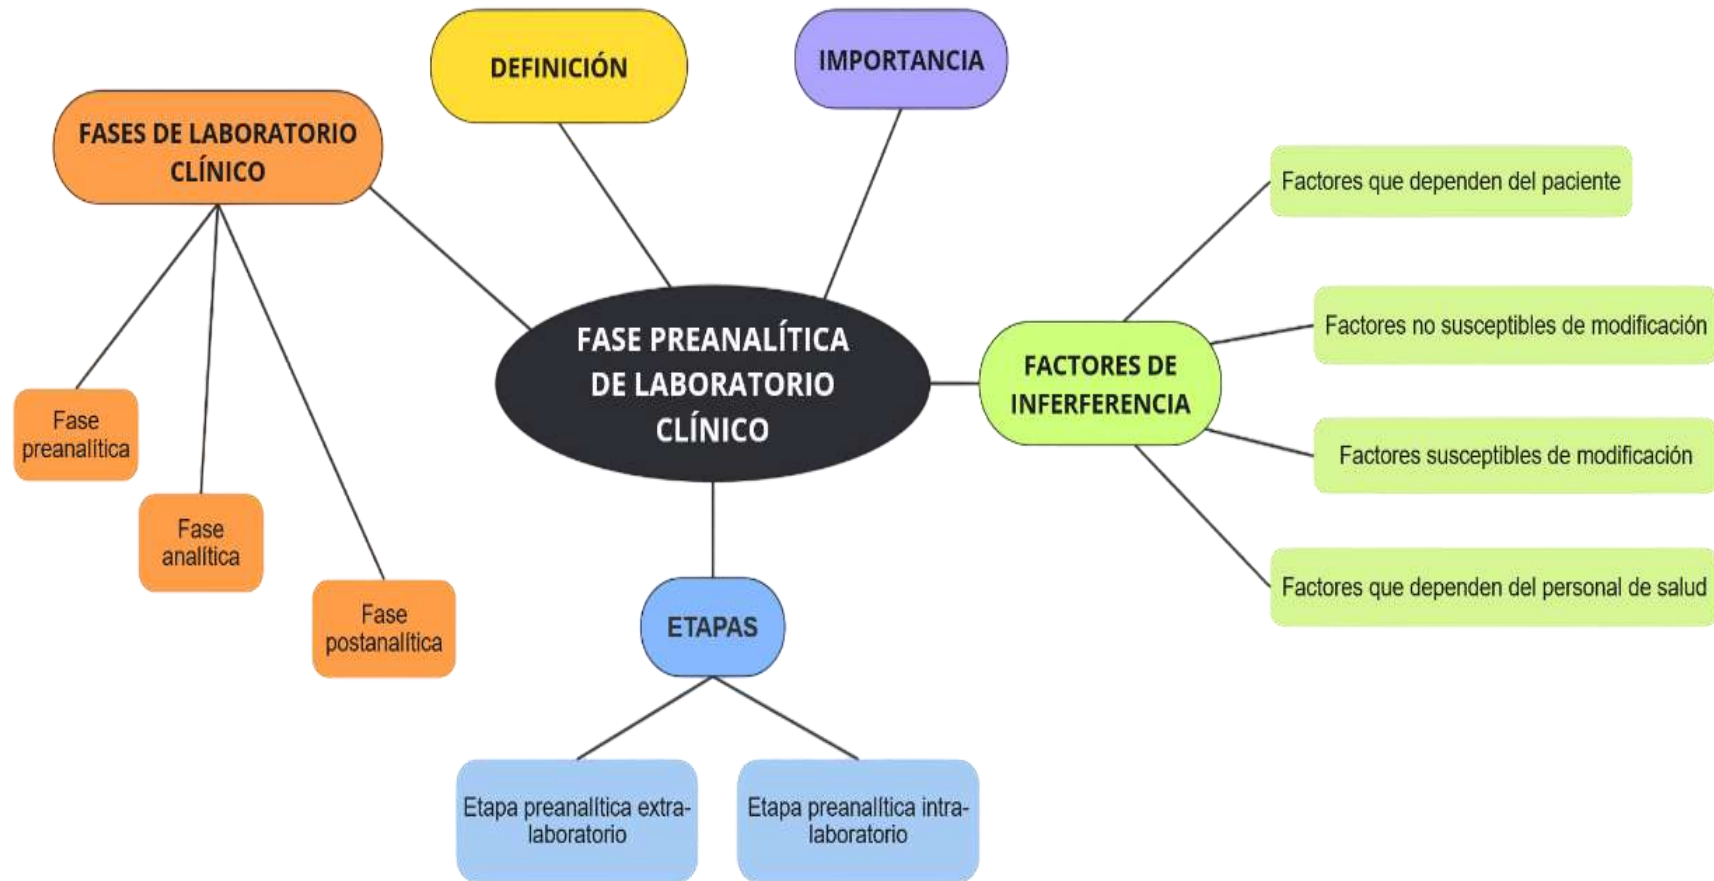 DEFINICIÓN
IMPORTANCIA
FASES DE LABORATORIO
CLÍNICO
Factores que dependen del paciente
Factores no susceptibles de modificación
FASE PREANALÍTICA
DE LABORATORIO
CLÍNICO
FACTORES DE
INFERFERENCIA
Factores susceptibles de modificación
Factores que dependen del personal de salud
Fase
preanalítica
Fase
analítica
Fase
postanalítica
ETAPAS
Etapa preanalítica extra-
laboratorio
Etapa preanalítica intra-
laboratorio